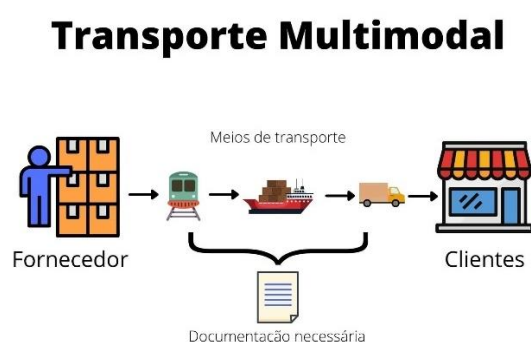 Transporte Multimodal
Meios de transporte
Fornecedor
Clientes
Documentação necessária